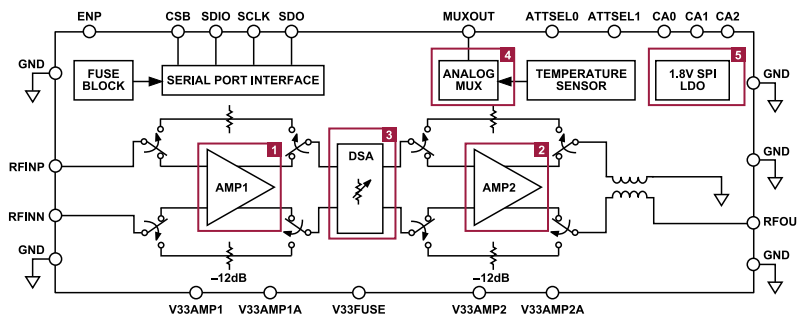 ENP
CSB
SDIO
SCLK
SDO
MUXOUT
ATTSEL0
ATTSEL1
CA0
CA1
CA2
GND
FUSE
BLOCK
SERIAL PORT INTERFACE
4
ANALOG
MUX
TEMPERATURE
SENSOR
5
1.8V SPI
LDO
GND
RFINP
1
AMP1
3
DSA
2
AMP2
GND
RFINN
RFOU
GND
–12dB
–12dB
GND
V33AMP1
V33AMP1A
V33FUSE
V33AMP2
V33AMP2A